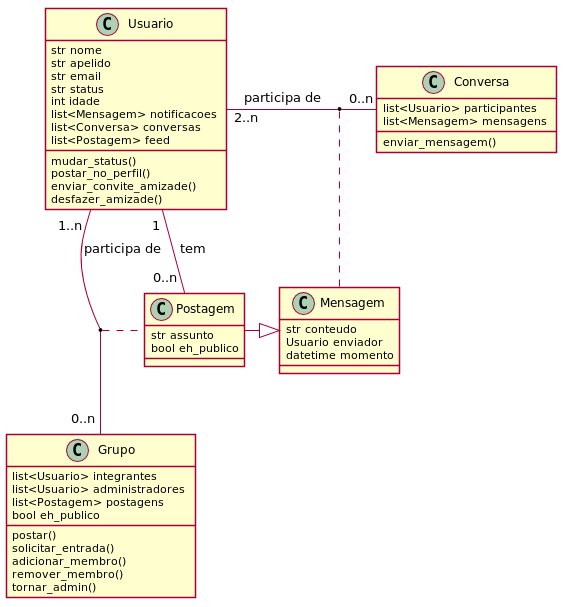 C Usuario
str nome
str apelido
str email
str status
int idade
list<Mensagem> notificacoes
list<Conversa> conversas
list<Postagem> feed
mudar_status()
postar_no_perfil()
enviar_convite_amizade()
desfazer_amizade()
participa de
2..n
0..n
C Conversa
list<Usuario> participantes
list<Mensagem> mensagens
enviar_mensagem()
1..n
1
participa de
tem
0..n
C Postagem
str assunto
bool eh_publico
C Mensagem
str conteudo
Usuario enviador
datetime momento
0..n
C Grupo
list<Usuario> integrantes
list<Usuario> administradores
list<Postagem> postagens
bool eh_publico
postar()
solicitar_entrada()
adicionar_membro()
remover_membro()
tornar_admin()